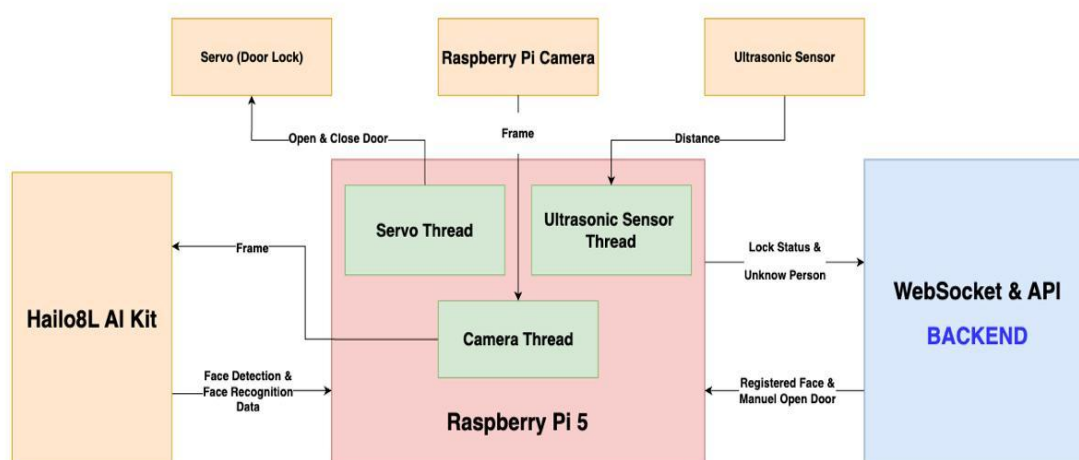 Servo (Door Lock)
Raspberry Pi Camera
Ultrasonic Sensor
Open & Close Door
Frame
Distance
Servo Thread
Ultrasonic Sensor
Thread
Frame
Lock Status &
Unknow Person
Hailo8L AI Kit
Camera Thread
WebSocket & API
BACKEND
Face Detection &
Face Recognition
Data
Registered Face &
Manuel Open Door
Raspberry Pi 5